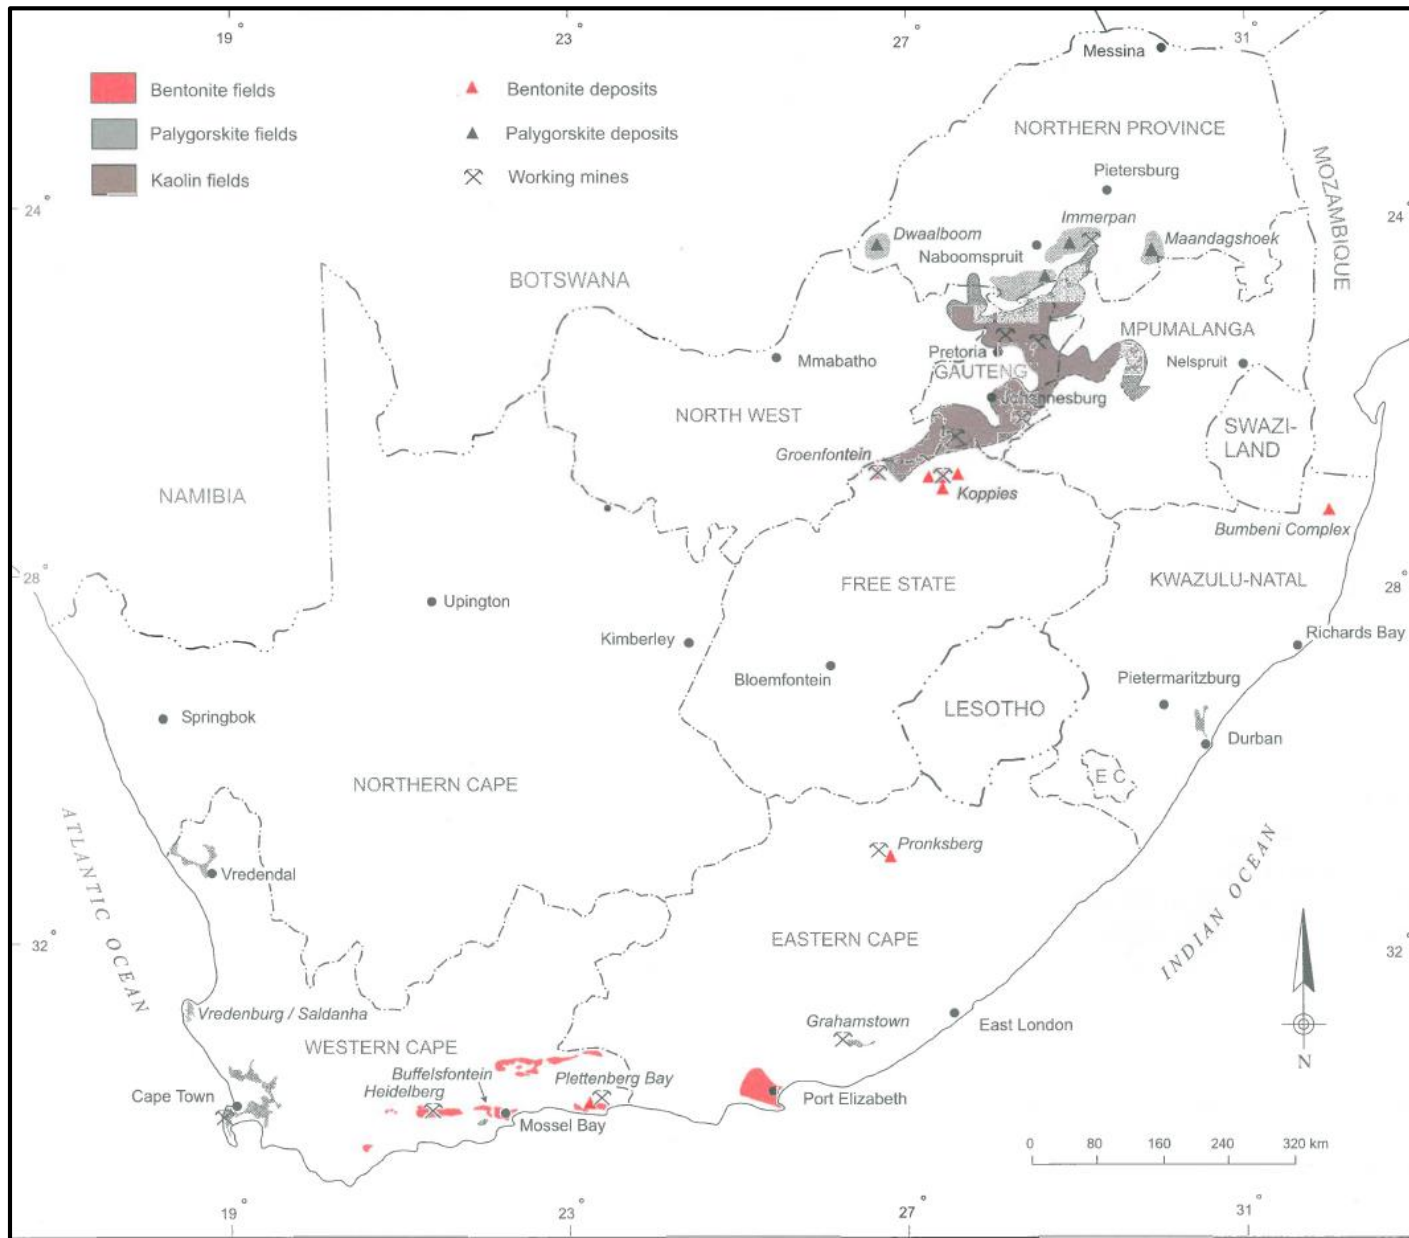 19° 23° 27° 31°
Bentonite fields
Palygorskite fields
Kaolin fields
Bentonite deposits
Palygorskite deposits
Working mines
Messina
NORTHERN PROVINCE
MOZAMBIQUE
Pietersburg
24° 24°
Immerpan
Dwaalboom
Maandagshoek
Naboomspruit
BOTSWANA
MPUMALANGA
Pretoria
Mmabatho
Nelspruit
GAUTENG
Johannesburg
NORTH WEST
SWAZI-
LAND
Groenfontein
Koppies
NAMIBIA
Bumbeni Complex
28° 28°
FREE STATE
KWAZULU-NATAL
Upington
Kimberley
Richards Bay
Bloemfontein
Pietermaritzburg
LESOTHO
Springbok
Durban
E C
NORTHERN CAPE
ATLANTIC OCEAN
Pronksberg
Vredendal
INDIAN OCEAN
EASTERN CAPE
32° 32°
Vredenburg / Saldanha
Grahamstown
East London
WESTERN CAPE
Buffelsfontein
Plettenberg Bay
Heidelberg
Cape Town
Port Elizabeth
Mossel Bay
N
0 80 160 240 320 km
19° 23° 27° 31°